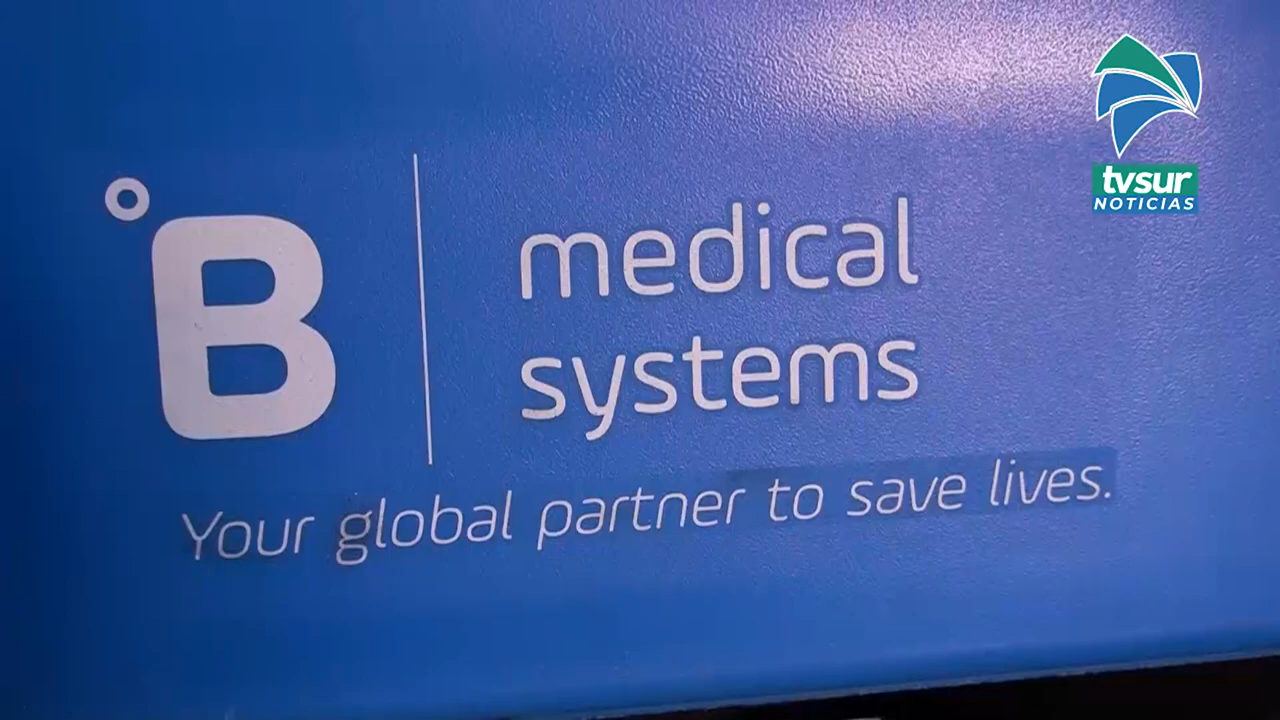 °B
medical
systems
Your global partner to save lives.
tvsur
NOTICIAS